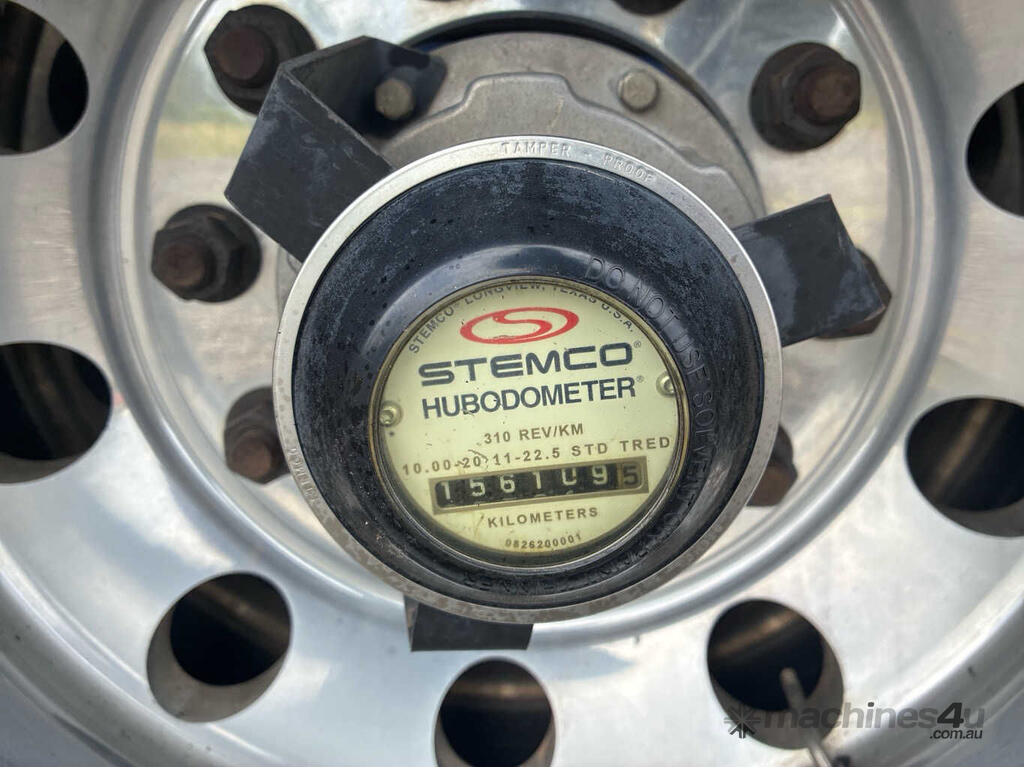 TAMPER PROOF
DO NOT USE SOLVENT
STEMCO LONGVIEW, TEXAS U.S.A.
STEMCO®
HUBODOMETER®
310 REV/KM
10.00-20/11-22.5 STD TRED
1561095
KILOMETERS
0826200001
machines4u
.com.au